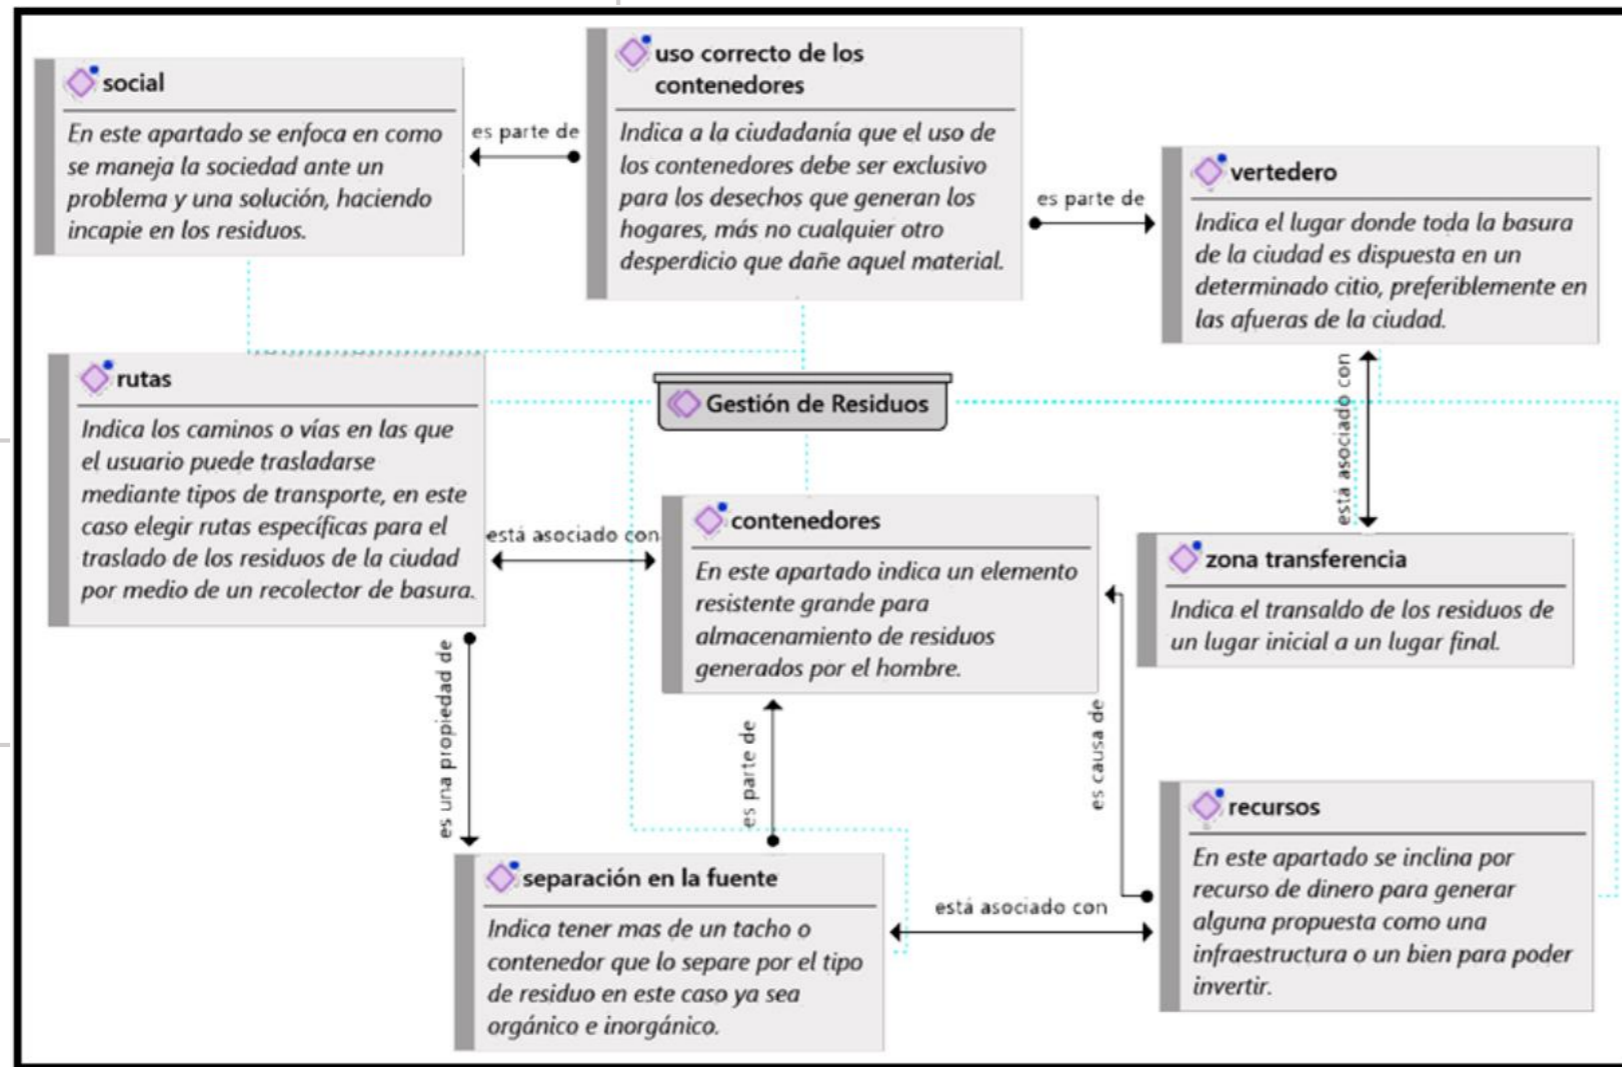 social
En este apartado se enfoca en como
se maneja la sociedad ante un
problema y una solución, haciendo
incapie en los residuos.
es parte de
uso correcto de los
contenedores
Indica a la ciudadanía que el uso de
los contenedores debe ser exclusivo
para los desechos que generan los
hogares, más no cualquier otro
desperdicio que dañe aquel material.
es parte de
vertedero
Indica el lugar donde toda la basura
de la ciudad es dispuesta en un
determinado citio, preferiblemente en
las afueras de la ciudad.
rutas
Indica los caminos o vías en las que
el usuario puede trasladarse
mediante tipos de transporte, en este
caso elegir rutas específicas para el
traslado de los residuos de la ciudad
por medio de un recolector de basura.
Gestión de Residuos
está asociado con
está asociado con
contenedores
En este apartado indica un elemento
resistente grande para
almacenamiento de residuos
generados por el hombre.
zona transferencia
Indica el transaldo de los residuos de
un lugar inicial a un lugar final.
es una propiedad de
es parte de
es causa de
separación en la fuente
Indica tener mas de un tacho o
contenedor que lo separe por el tipo
de residuo en este caso ya sea
orgánico e inorgánico.
está asociado con
recursos
En este apartado se inclina por
recurso de dinero para generar
alguna propuesta como una
infraestructura o un bien para poder
invertir.